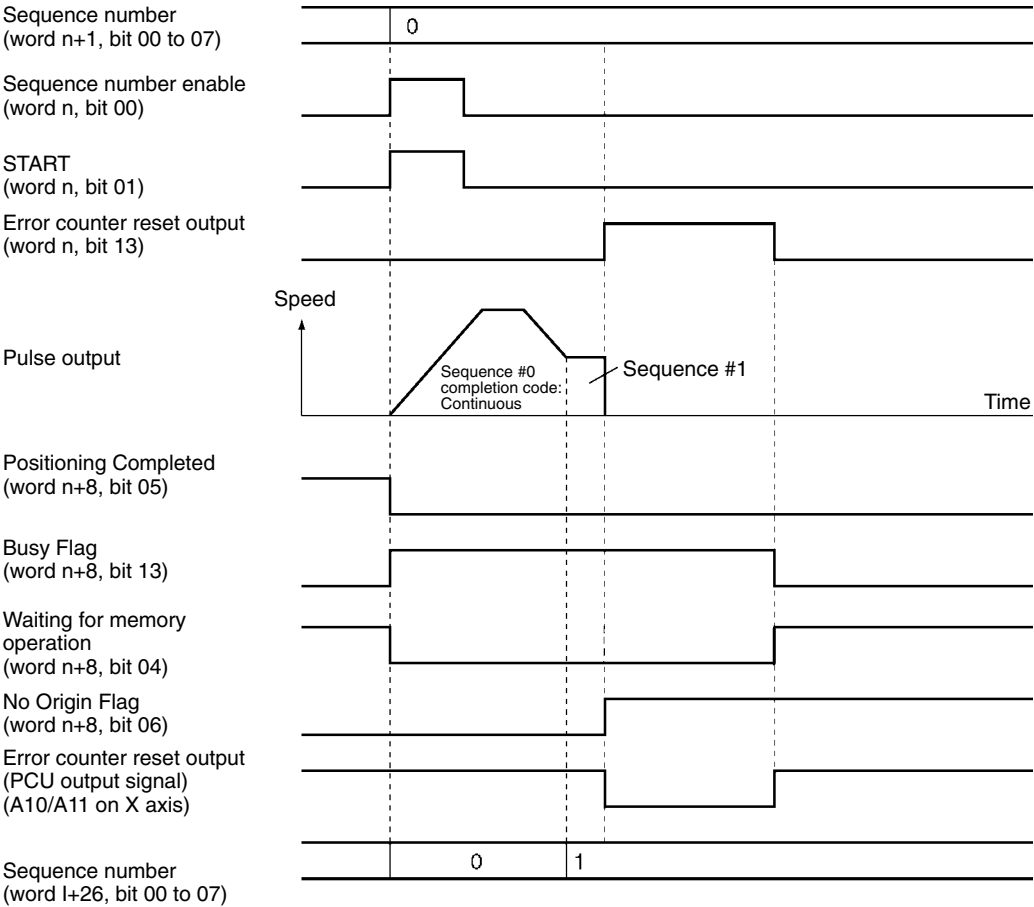 Sequence number
(word n+1, bit 00 to 07)
0
Sequence number enable
(word n, bit 00)
START
(word n, bit 01)
Error counter reset output
(word n, bit 13)
Speed
Pulse output
Sequence #0
completion code:
Continuous
Sequence #1
Time
Positioning Completed
(word n+8, bit 05)
Busy Flag
(word n+8, bit 13)
Waiting for memory
operation
(word n+8, bit 04)
No Origin Flag
(word n+8, bit 06)
Error counter reset output
(PCU output signal)
(A10/A11 on X axis)
0
1
Sequence number
(word l+26, bit 00 to 07)